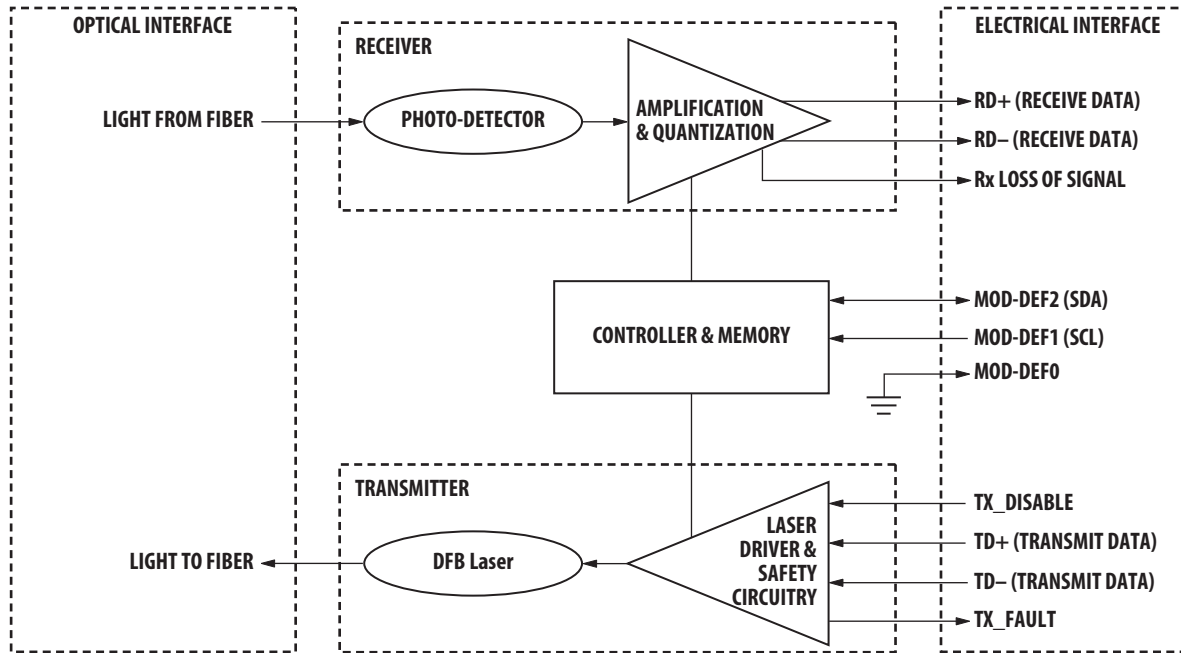 OPTICAL INTERFACE
LIGHT FROM FIBER
LIGHT TO FIBER
RECEIVER
PHOTO-DETECTOR
AMPLIFICATION
& QUANTIZATION
CONTROLLER & MEMORY
TRANSMITTER
DFB Laser
LASER
DRIVER &
SAFETY
CIRCUITRY
ELECTRICAL INTERFACE
RD+ (RECEIVE DATA)
RD– (RECEIVE DATA)
Rx LOSS OF SIGNAL
MOD-DEF2 (SDA)
MOD-DEF1 (SCL)
MOD-DEF0
TX_DISABLE
TD+ (TRANSMIT DATA)
TD– (TRANSMIT DATA)
TX_FAULT